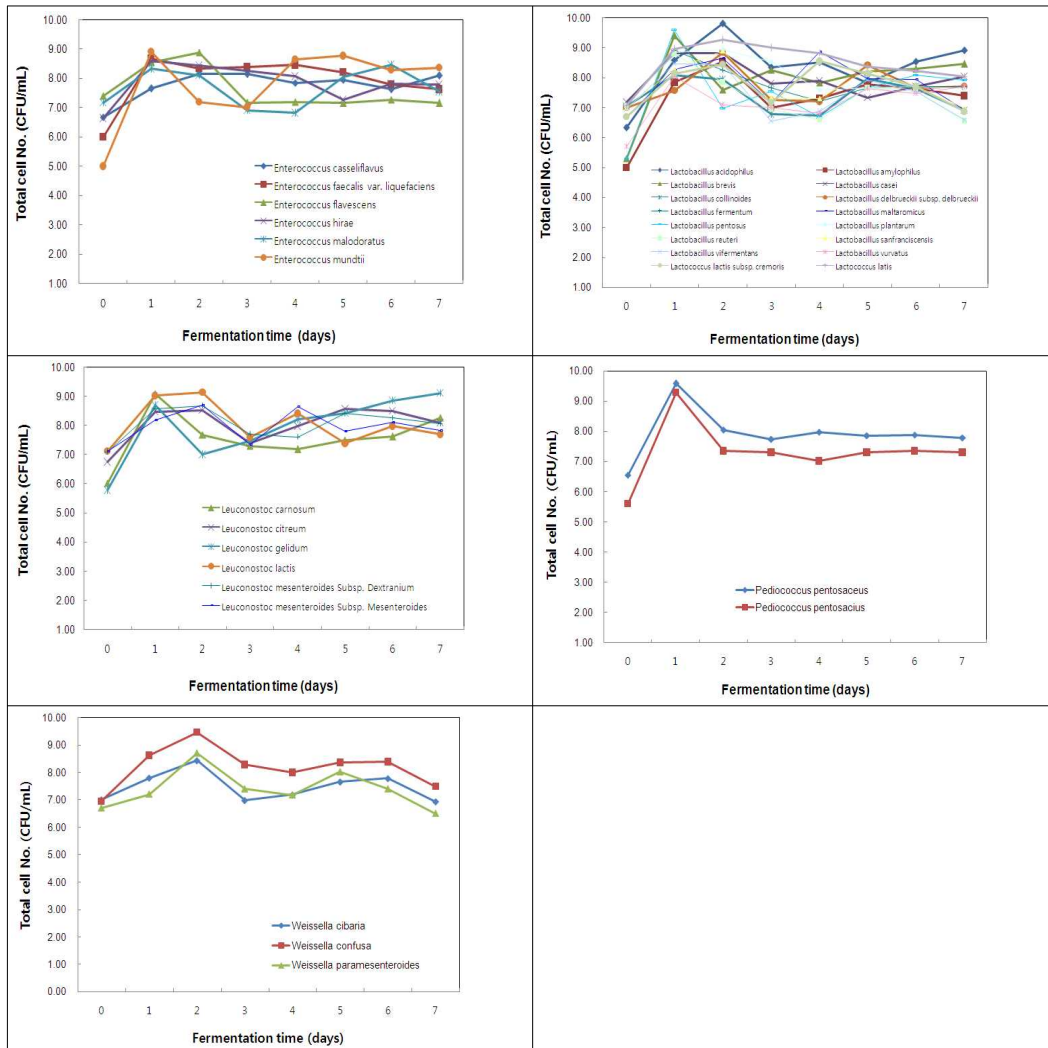 Total cell No. (CFU/mL)
10.00
9.00
8.00
7.00
6.00
5.00
4.00
3.00
2.00
1.00
Enterococcus casseliflavus
Enterococcus faecalis var. liquefaciens
Enterococcus flavescens
Enterococcus hirae
Enterococcus malodoratus
Enterococcus mundtii
0 1 2 3 4 5 6 7
Fermentation time (days)
Total cell No. (CFU/mL)
10.00
9.00
8.00
7.00
6.00
5.00
4.00
3.00
2.00
1.00
Lactobacillus acidophilus Lactobacillus amylophilus
Lactobacillus brevis Lactobacillus casei
Lactobacillus collinoides Lactobacillus delbrueckii subsp. delbrueckii
Lactobacillus fermentum Lactobacillus maltaromicus
Lactobacillus pentosus Lactobacillus plantarum
Lactobacillus reuteri Lactobacillus sanfranciscensis
Lactobacillus vifermentans Lactobacillus vurvatus
Lactococcus lactis subsp. cremoris Lactococcus latis
0 1 2 3 4 5 6 7
Fermentation time (days)
Total cell No. (CFU/mL)
10.00
9.00
8.00
7.00
6.00
5.00
4.00
3.00
2.00
1.00
Leuconostoc carnosum
Leuconostoc citreum
Leuconostoc gelidum
Leuconostoc lactis
Leuconostoc mesenteroides Subsp. Dextranium
Leuconostoc mesenteroides Subsp. Mesenteroides
0 1 2 3 4 5 6 7
Fermentation time (days)
Total cell No. (CFU/mL)
10.00
9.00
8.00
7.00
6.00
5.00
4.00
3.00
2.00
1.00
Pediococcus pentosaceus
Pediococcus pentosacius
0 1 2 3 4 5 6 7
Fermentation time (days)
Total cell No. (CFU/mL)
10.00
9.00
8.00
7.00
6.00
5.00
4.00
3.00
2.00
1.00
0.00
Weissella cibaria
Weissella confusa
Weissella paramesenteroides
0 1 2 3 4 5 6 7
Fermentation time (days)